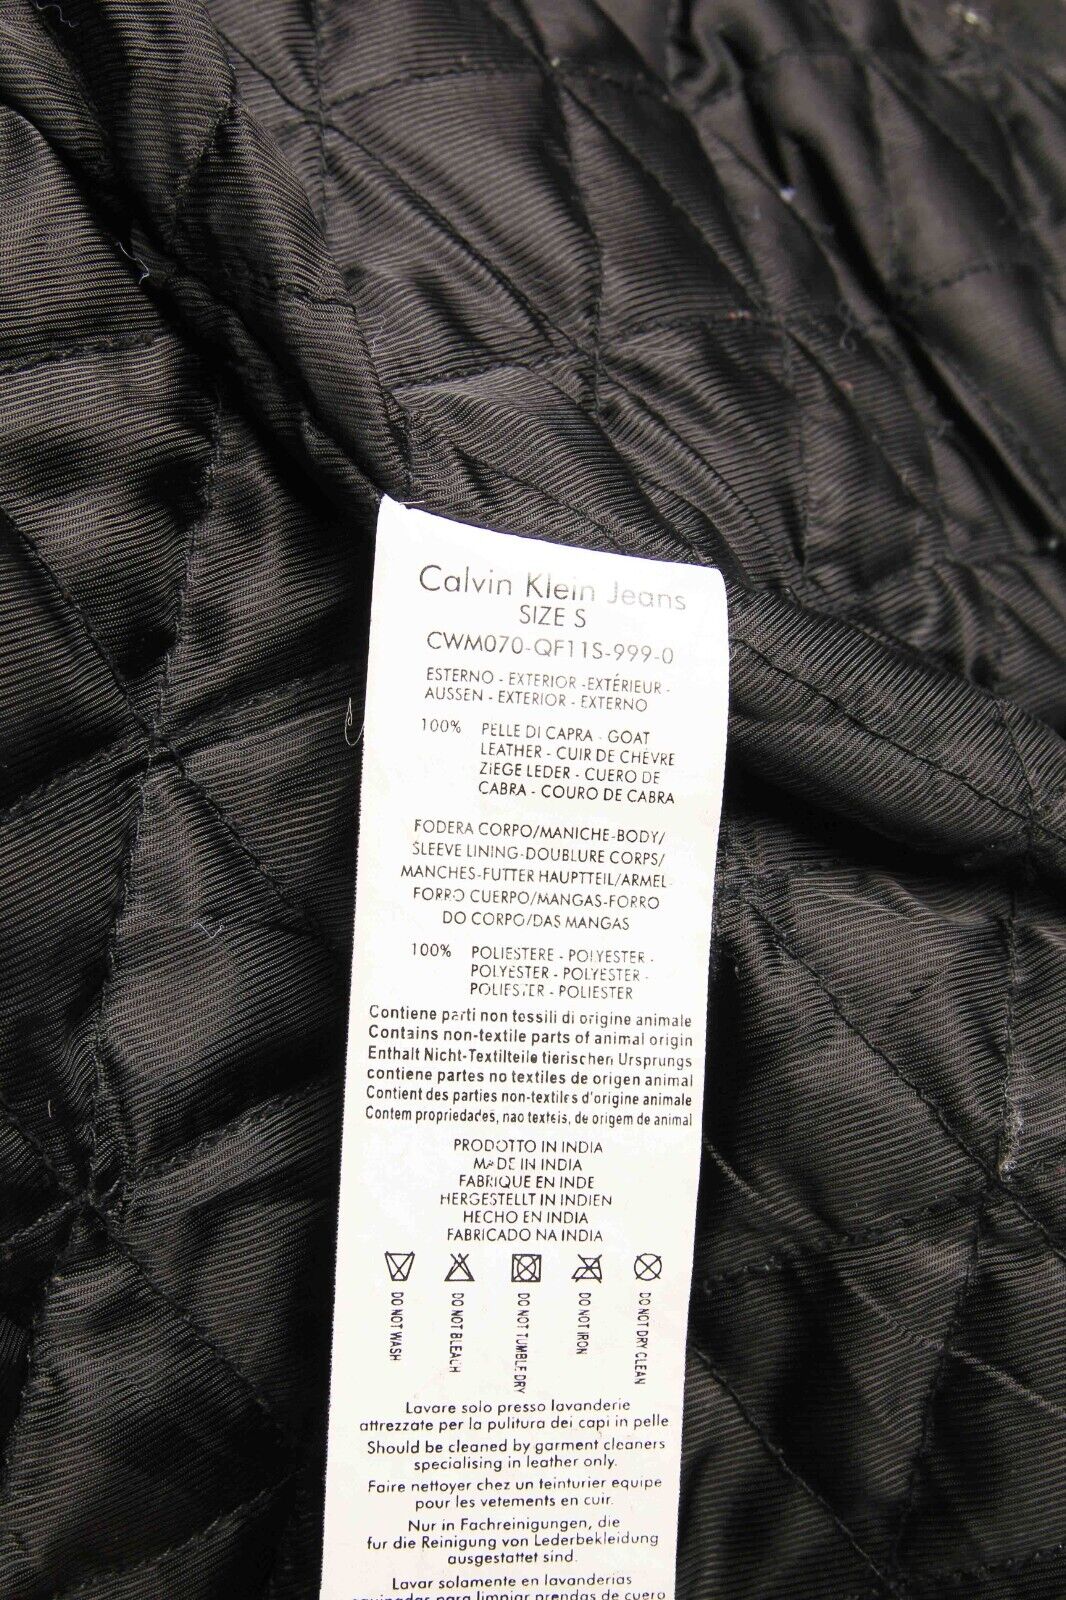 Calvin Klein Jeans
SIZE S
CWM070-QF11S-999-0
ESTERNO - EXTERIOR -EXTÉRIEUR -
AUSSEN - EXTERIOR - EXTERNO
100% PELLE DI CAPRA - GOAT
LEATHER - CUIR DE CHÈVRE
ZIEGE LEDER - CUERO DE
CABRA - COURO DE CABRA
FODERA CORPO/MANICHE-BODY/
SLEEVE LINING-DOUBLURE CORPS/
MANCHES-FUTTER HAUPTTEIL/ARMEL-
FORRO CUERPO/MANGAS-FORRO
DO CORPO/DAS MANGAS
100% POLIESTERE - POLYESTER -
POLYESTER - POLYESTER -
POLIESTER - POLIESTER
Contiene parti non tessili di origine animale
Contains non-textile parts of animal origin
Enthalt Nicht-Textilteile tierischen Ursprungs
contiene partes no textiles de origen animal
Contient des parties non-textiles d'origine animale
Contem propriedades, nao texteis, de origem de animal
PRODOTTO IN INDIA
MADE IN INDIA
FABRIQUE EN INDE
HERGESTELLT IN INDIEN
HECHO EN INDIA
FABRICADO NA INDIA
DO NOT WASH
DO NOT BLEACH
DO NOT TUMBLE DRY
DO NOT IRON
DO NOT DRY CLEAN
Lavare solo presso lavanderie
attrezzate per la pulitura dei capi in pelle
Should be cleaned by garment cleaners
specialising in leather only.
Faire nettoyer chez un teinturier equipe
pour les vetements en cuir.
Nur in Fachreinigungen, die
fur die Reinigung von Lederbekleidung
ausgestattet sind.
Lavar solamente en lavanderias
equipadas para limpiar prendas de cuero